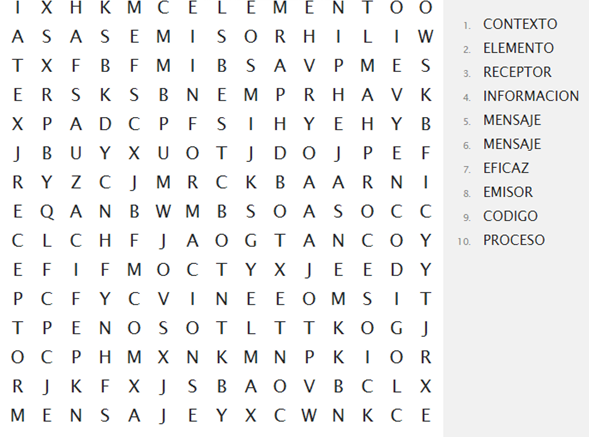 I X H K M C E L E M E N T O O
A S A S E M I S O R H I L I W
T X F B F M I B S A V P M E S
E R S K S B N E M P R H A V K
X P A D C P F S I H Y E H Y B
J B U Y X U O T J D O J P E F
R Y Z C J M R C K B A A R N I
E Q A N B W M B S O A S O C C
C L C H F J A O G T A N C O Y
E F I F M O C T Y X J E E D Y
P C F Y C V I N E E O M S I T
T P E N O S O T L T T K O G J
O C P H M X N K M N P K I O R
R J K F X J S B A O V B C L X
M E N S A J E Y X C W N K C E
1. CONTEXTO
2. ELEMENTO
3. RECEPTOR
4. INFORMACION
5. MENSAJE
6. MENSAJE
7. EFICAZ
8. EMISOR
9. CODIGO
10. PROCESO